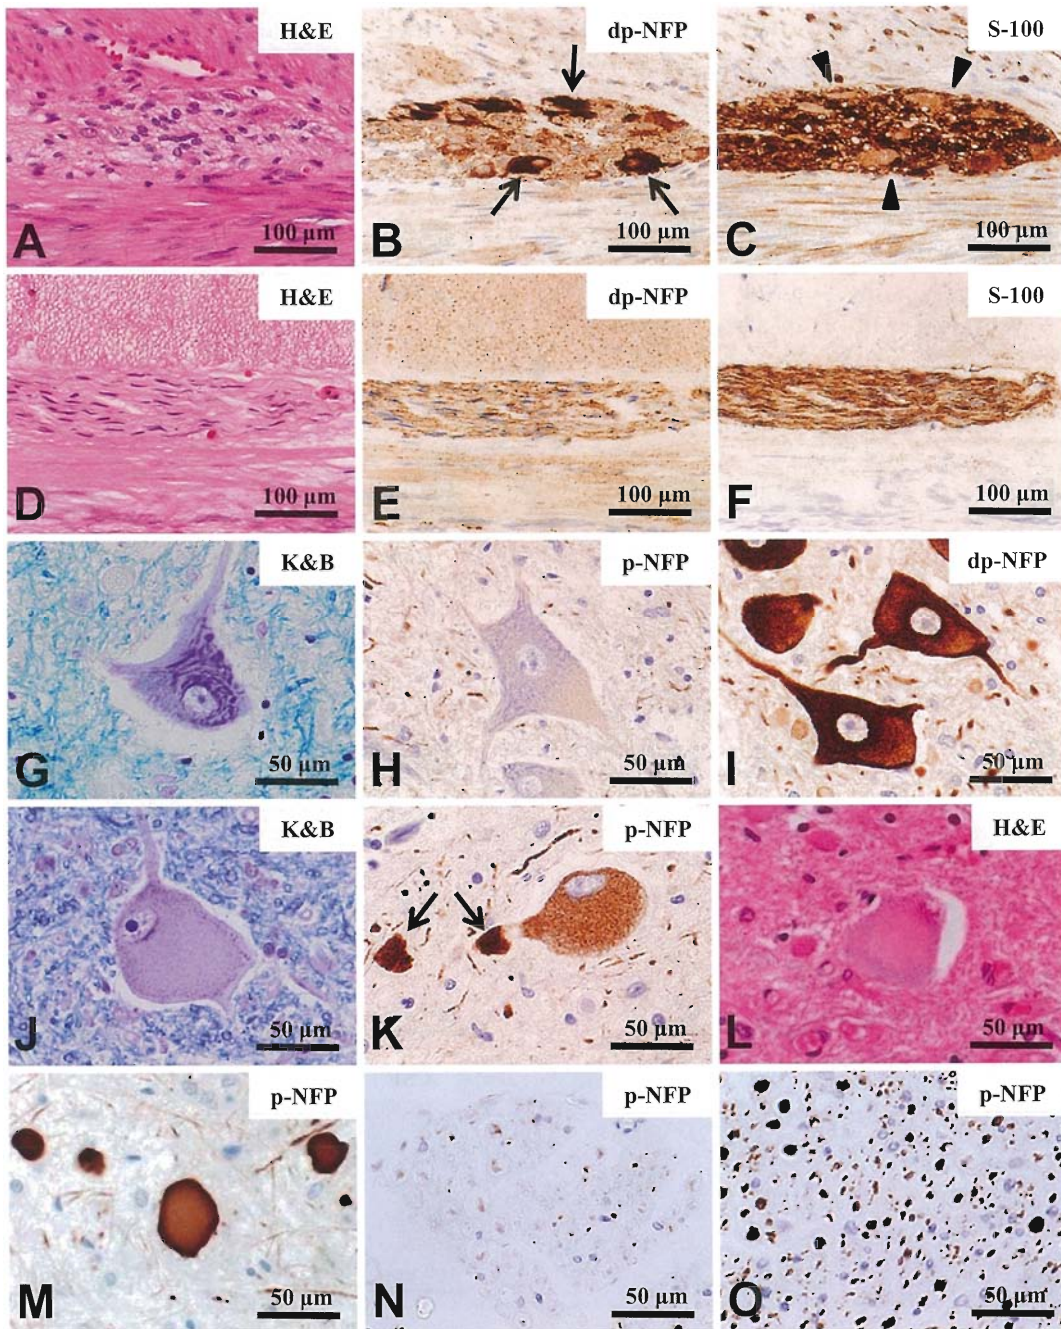 H&E
dp-NFP
S-100
A
100 µm
B
100 µm
C
100 µm
H&E
dp-NFP
S-100
D
100 µm
E
100 µm
F
100 µm
K&B
p-NFP
dp-NFP
G
50 µm
H
50 µm
I
50 µm
K&B
p-NFP
H&E
J
50 µm
K
50 µm
L
50 µm
p-NFP
p-NFP
p-NFP
M
50 µm
N
50 µm
O
50 µm